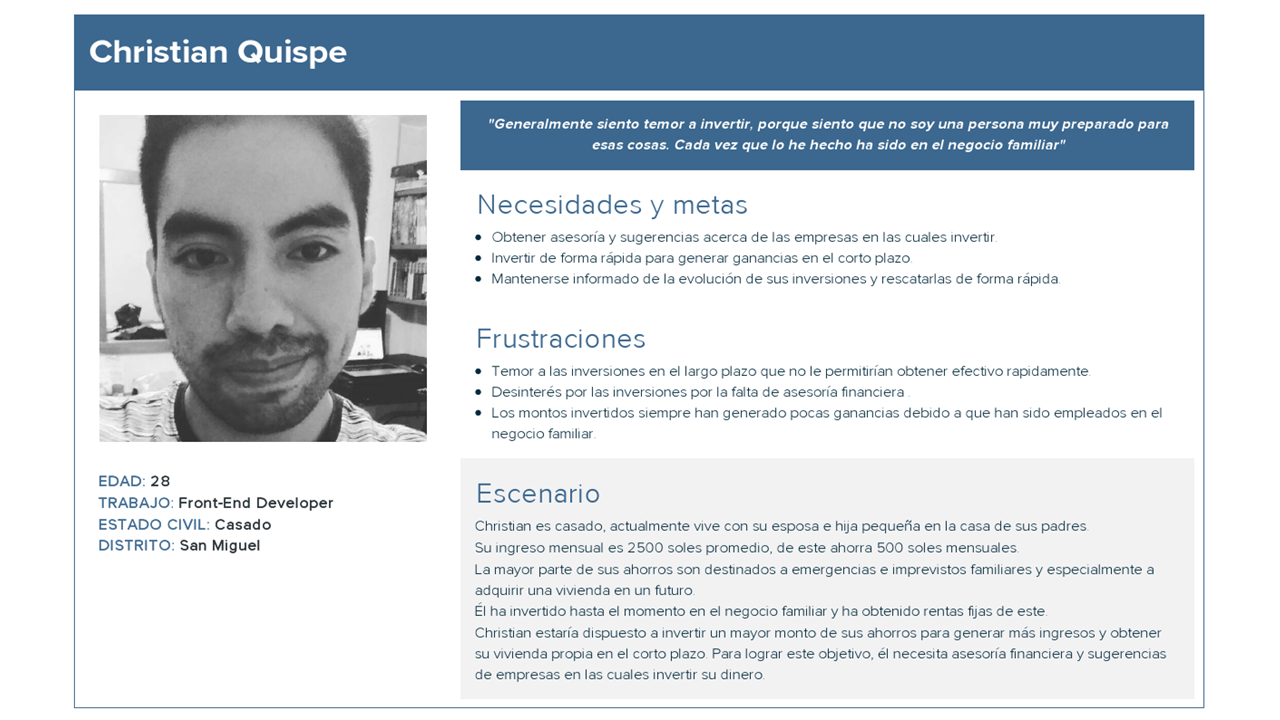 Christian Quispe
"Generalmente siento temor a invertir, porque siento que no soy una persona muy preparado para
esas cosas. Cada vez que lo he hecho ha sido en el negocio familiar"
Necesidades y metas
• Obtener asesoría y sugerencias acerca de las empresas en las cuales invertir.
• Invertir de forma rápida para generar ganancias en el corto plazo.
• Mantenerse informado de la evolución de sus inversiones y rescatarlas de forma rápida.
Frustraciones
• Temor a las inversiones en el largo plazo que no le permitirían obtener efectivo rapidamente.
• Desinterés por las inversiones por la falta de asesoría financiera .
• Los montos invertidos siempre han generado pocas ganancias debido a que han sido empleados en el
negocio familiar.
EDAD: 28
TRABAJO: Front-End Developer
ESTADO CIVIL: Casado
DISTRITO: San Miguel
Escenario
Christian es casado, actualmente vive con su esposa e hija pequeña en la casa de sus padres.
Su ingreso mensual es 2500 soles promedio, de este ahorra 500 soles mensuales.
La mayor parte de sus ahorros son destinados a emergencias e imprevistos familiares y especialmente a
adquirir una vivienda en un futuro.
Él ha invertido hasta el momento en el negocio familiar y ha obtenido rentas fijas de este.
Christian estaría dispuesto a invertir un mayor monto de sus ahorros para generar más ingresos y obtener
su vivienda propia en el corto plazo. Para lograr este objetivo, él necesita asesoría financiera y sugerencias
de empresas en las cuales invertir su dinero.